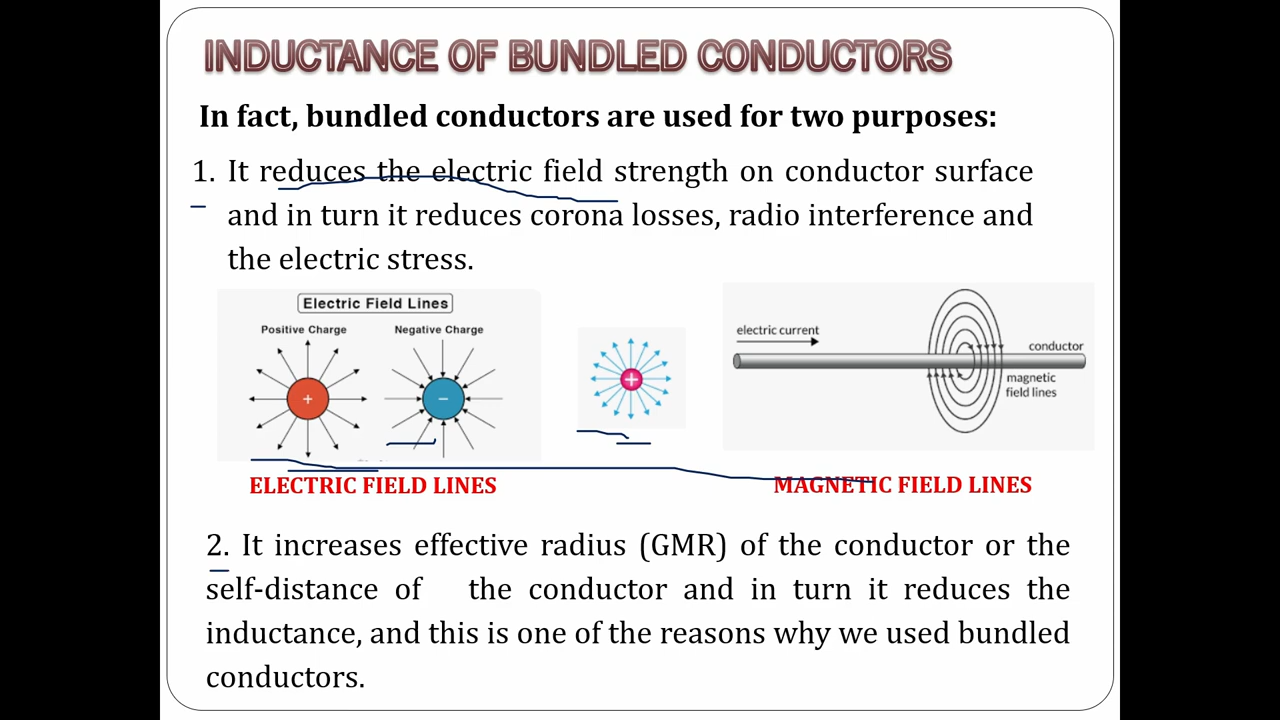 INDUCTANCE OF BUNDLED CONDUCTORS
In fact, bundled conductors are used for two purposes:
1. It reduces the electric field strength on conductor surface
and in turn it reduces corona losses, radio interference and
the electric stress.
Electric Field Lines
Positive Charge
Negative Charge
+
−
+
electric current
conductor
magnetic
field lines
ELECTRIC FIELD LINES
MAGNETIC FIELD LINES
2. It increases effective radius (GMR) of the conductor or the
self-distance of the conductor and in turn it reduces the
inductance, and this is one of the reasons why we used bundled
conductors.